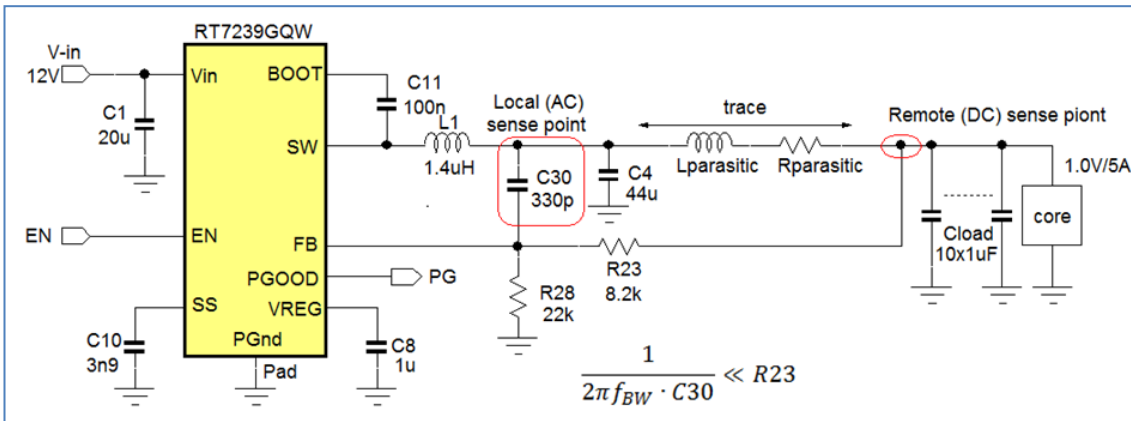 RT7239GQW
V-in
12V
Vin
BOOT
C1
20u
C11
100n
SW
L1
1.4uH
Local (AC)
sense point
C30
330p
C4
44u
trace
Lparasitic
Rparasitic
Remote (DC) sense piont
1.0V/5A
core
Cload
10x1uF
EN
EN
FB
PGOOD
PG
R23
8.2k
R28
22k
SS
VREG
C10
3n9
PGnd
Pad
C8
1u
1 / (2πf_BW · C30) ≪ R23